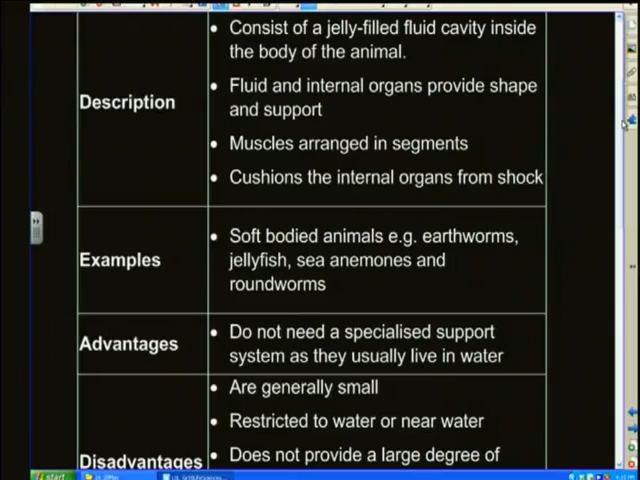 • Consist of a jelly-filled fluid cavity inside
the body of the animal.
• Fluid and internal organs provide shape
and support
Description
• Muscles arranged in segments
• Cushions the internal organs from shock
• Soft bodied animals e.g. earthworms,
Examples
jellyfish, sea anemones and
roundworms
• Do not need a specialised support
Advantages
system as they usually live in water
• Are generally small
• Restricted to water or near water
• Does not provide a large degree of
Disadvantages
start